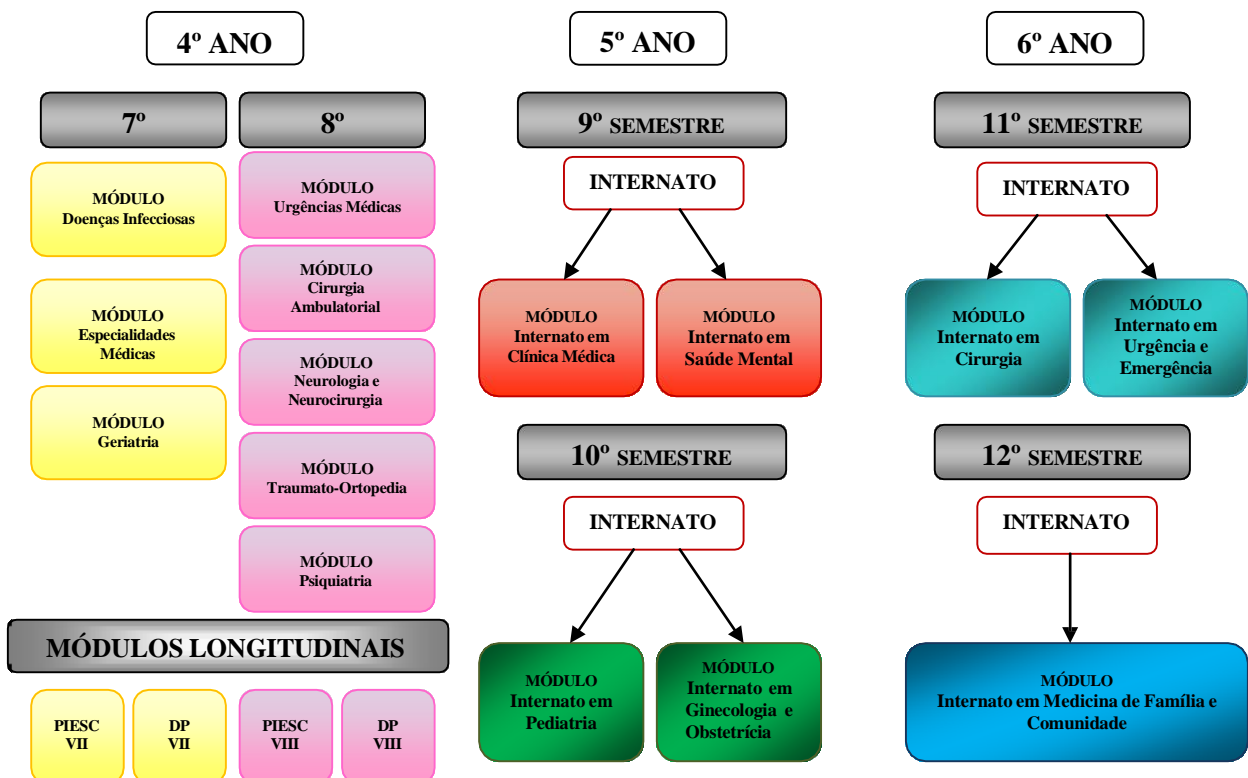 4º ANO
7º
8º
MÓDULO
Doenças Infecciosas
MÓDULO
Especialidades
Médicas
MÓDULO
Geriatria
MÓDULO
Urgências Médicas
MÓDULO
Cirurgia
Ambulatorial
MÓDULO
Neurologia e
Neurocirurgia
MÓDULO
Traumato-Ortopedia
MÓDULO
Psiquiatria
MÓDULOS LONGITUDINAIS
PIESC
VII
DP
VII
PIESC
VIII
DP
VIII
5º ANO
9º SEMESTRE
INTERNATO
MÓDULO
Internato em
Clínica Médica
MÓDULO
Internato em
Saúde Mental
10º SEMESTRE
INTERNATO
MÓDULO
Internato em
Pediatria
MÓDULO
Internato em
Ginecologia e
Obstetrícia
6º ANO
11º SEMESTRE
INTERNATO
MÓDULO
Internato em
Cirurgia
MÓDULO
Internato em
Urgência e
Emergência
12º SEMESTRE
INTERNATO
MÓDULO
Internato em Medicina de Família e
Comunidade